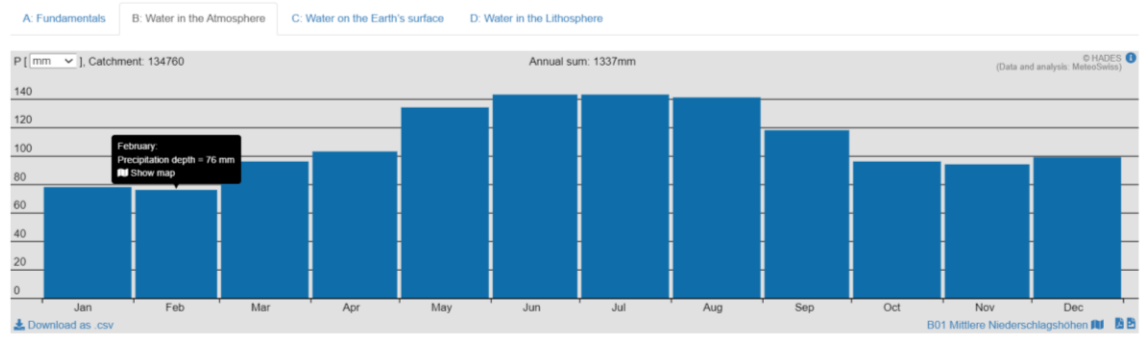 A: Fundamentals B: Water in the Atmosphere C: Water on the Earth's surface D: Water in the Lithosphere
P [ mm ], Catchment: 134760 Annual sum: 1337mm © HADES
(Data and analysis: MeteoSwiss)
140
120
100
80
60
40
20
0
February:
Precipitation depth = 76 mm
Show map
Jan Feb Mar Apr May Jun Jul Aug Sep Oct Nov Dec
Download as .csv B01 Mittlere Niederschlagshöhen